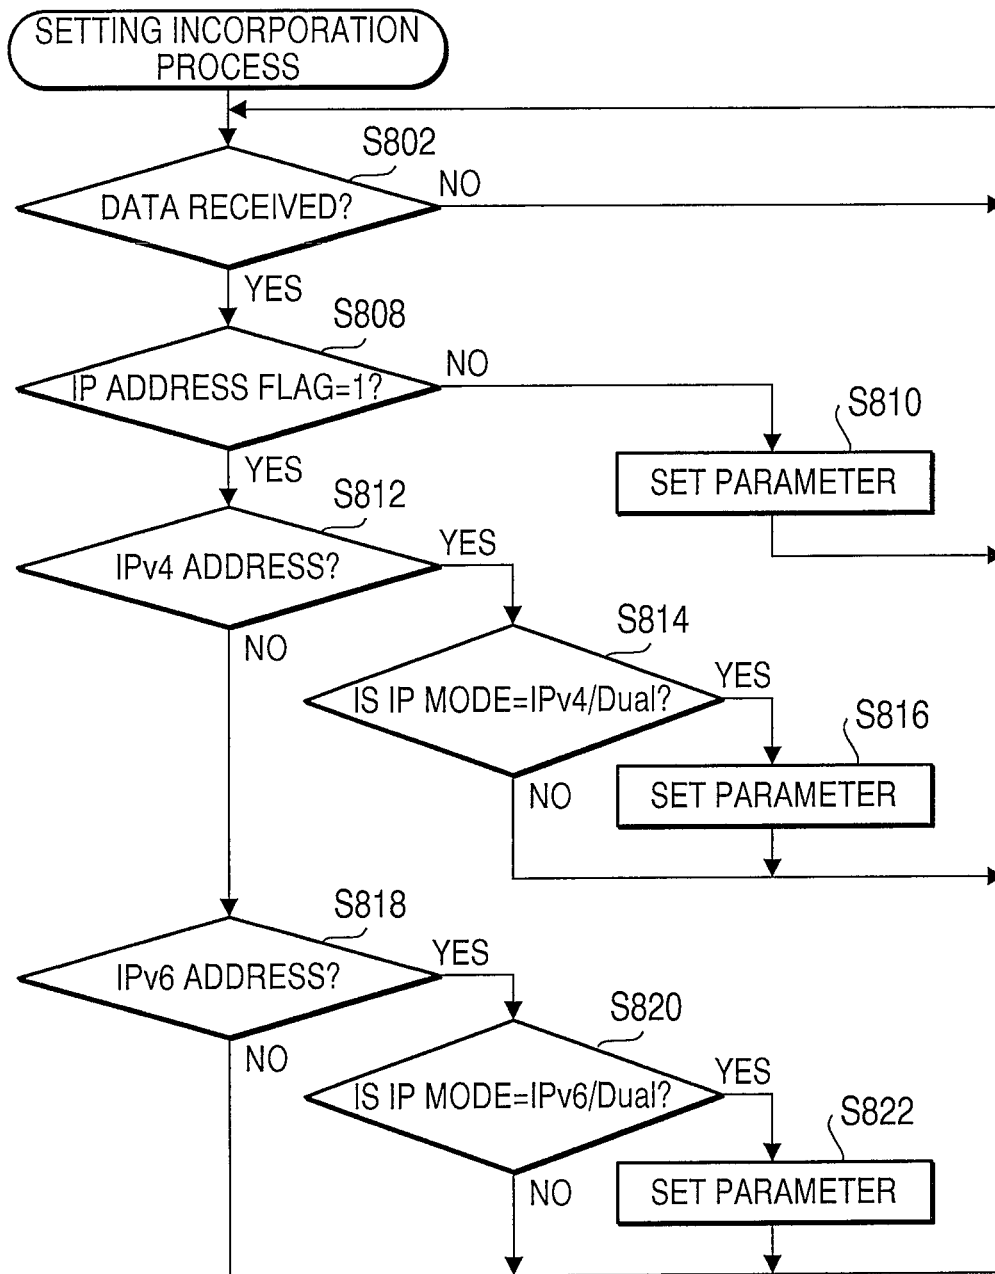 SETTING INCORPORATION
PROCESS
S802
DATA RECEIVED?
NO
YES
S808
IP ADDRESS FLAG=1?
NO
YES
S810
SET PARAMETER
S812
IPv4 ADDRESS?
YES
NO
S814
IS IP MODE=IPv4/Dual?
YES
NO
S816
SET PARAMETER
S818
IPv6 ADDRESS?
YES
NO
S820
IS IP MODE=IPv6/Dual?
YES
NO
S822
SET PARAMETER